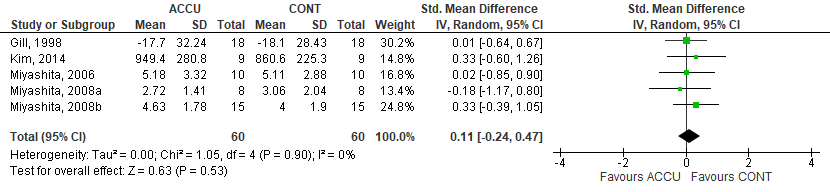 ACCU CONT Std. Mean Difference Std. Mean Difference
Study or Subgroup Mean SD Total Mean SD Total Weight IV, Random, 95% CI IV, Random, 95% CI
Gill, 1998 -17.7 32.24 18 -18.1 28.43 18 30.2% 0.01 [-0.64, 0.67]
Kim, 2014 949.4 280.8 9 860.6 225.3 9 14.8% 0.33 [-0.60, 1.26]
Miyashita, 2006 5.18 3.32 10 5.11 2.88 10 16.8% 0.02 [-0.85, 0.90]
Miyashita, 2008a 2.72 1.41 8 3.06 2.04 8 13.4% -0.18 [-1.17, 0.80]
Miyashita, 2008b 4.63 1.78 15 4 1.9 15 24.8% 0.33 [-0.39, 1.05]
Total (95% CI) 60 60 100.0% 0.11 [-0.24, 0.47]
Heterogeneity: Tau² = 0.00; Chi² = 1.05, df = 4 (P = 0.90); I² = 0%
Test for overall effect: Z = 0.63 (P = 0.53)
-4 -2 0 2 4
Favours ACCU Favours CONT